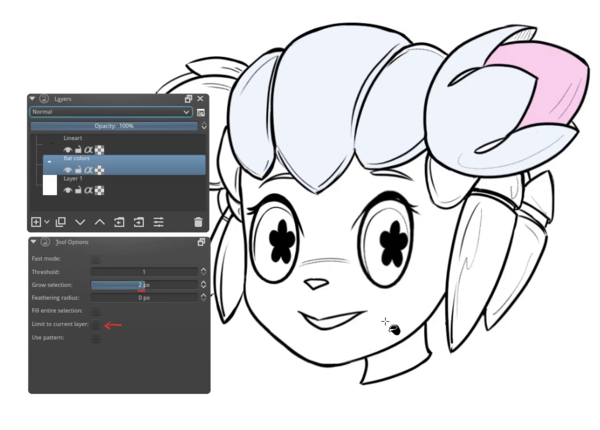 Layers
Normal
Opacity: 100%
Lineart
flat colors
Layer 1
Tool Options
Fast mode:
Threshold: 1
Grow selection: 2 px
Feathering radius: 0 px
Fill entire selection:
Limit to current layer:
Use pattern: